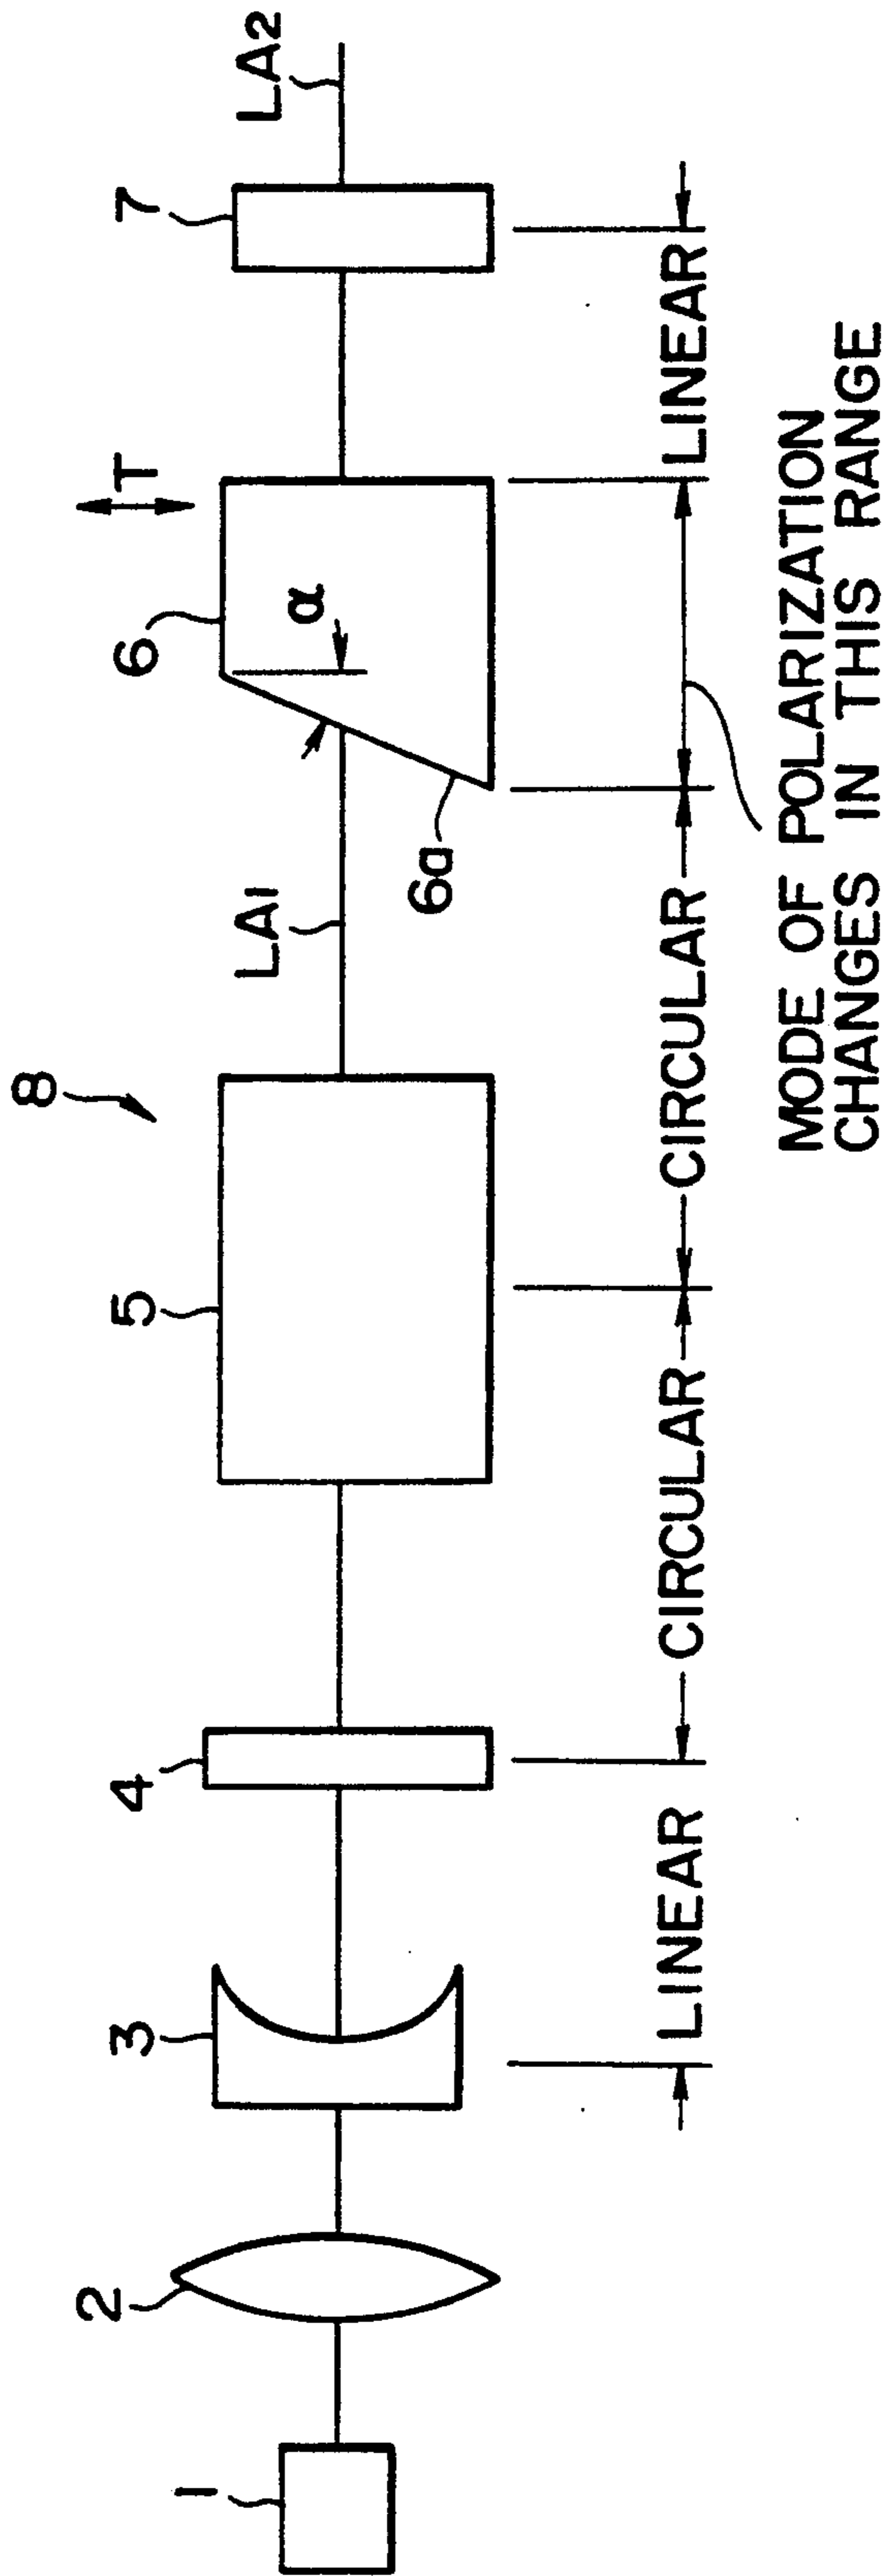 8
1
2
3
4
5
6
7
T
α
6a
LA1
LA2
LINEAR
CIRCULAR
CIRCULAR
LINEAR
MODE OF POLARIZATION
CHANGES IN THIS RANGE